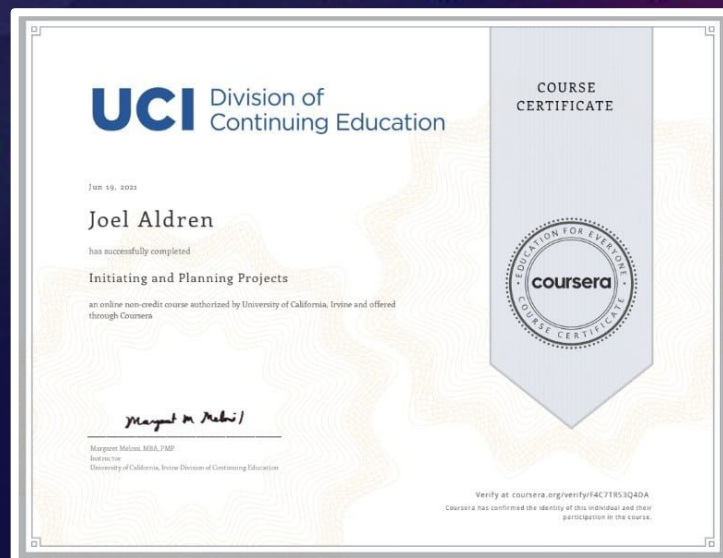 UCI Division of
Continuing Education
COURSE
CERTIFICATE
Jun 19, 2021
Joel Aldren
has successfully completed
Initiating and Planning Projects
an online non-credit course authorized by University of California, Irvine and offered
through Coursera
EDUCATION FOR EVERYONE
coursera
COURSE CERTIFICATE
Margaret Meloni, MBA, PMP
Instructor
University of California, Irvine Division of Continuing Education
Verify at coursera.org/verify/F4C7TRS3Q4DA
Coursera has confirmed the identity of this individual and their
participation in the course.